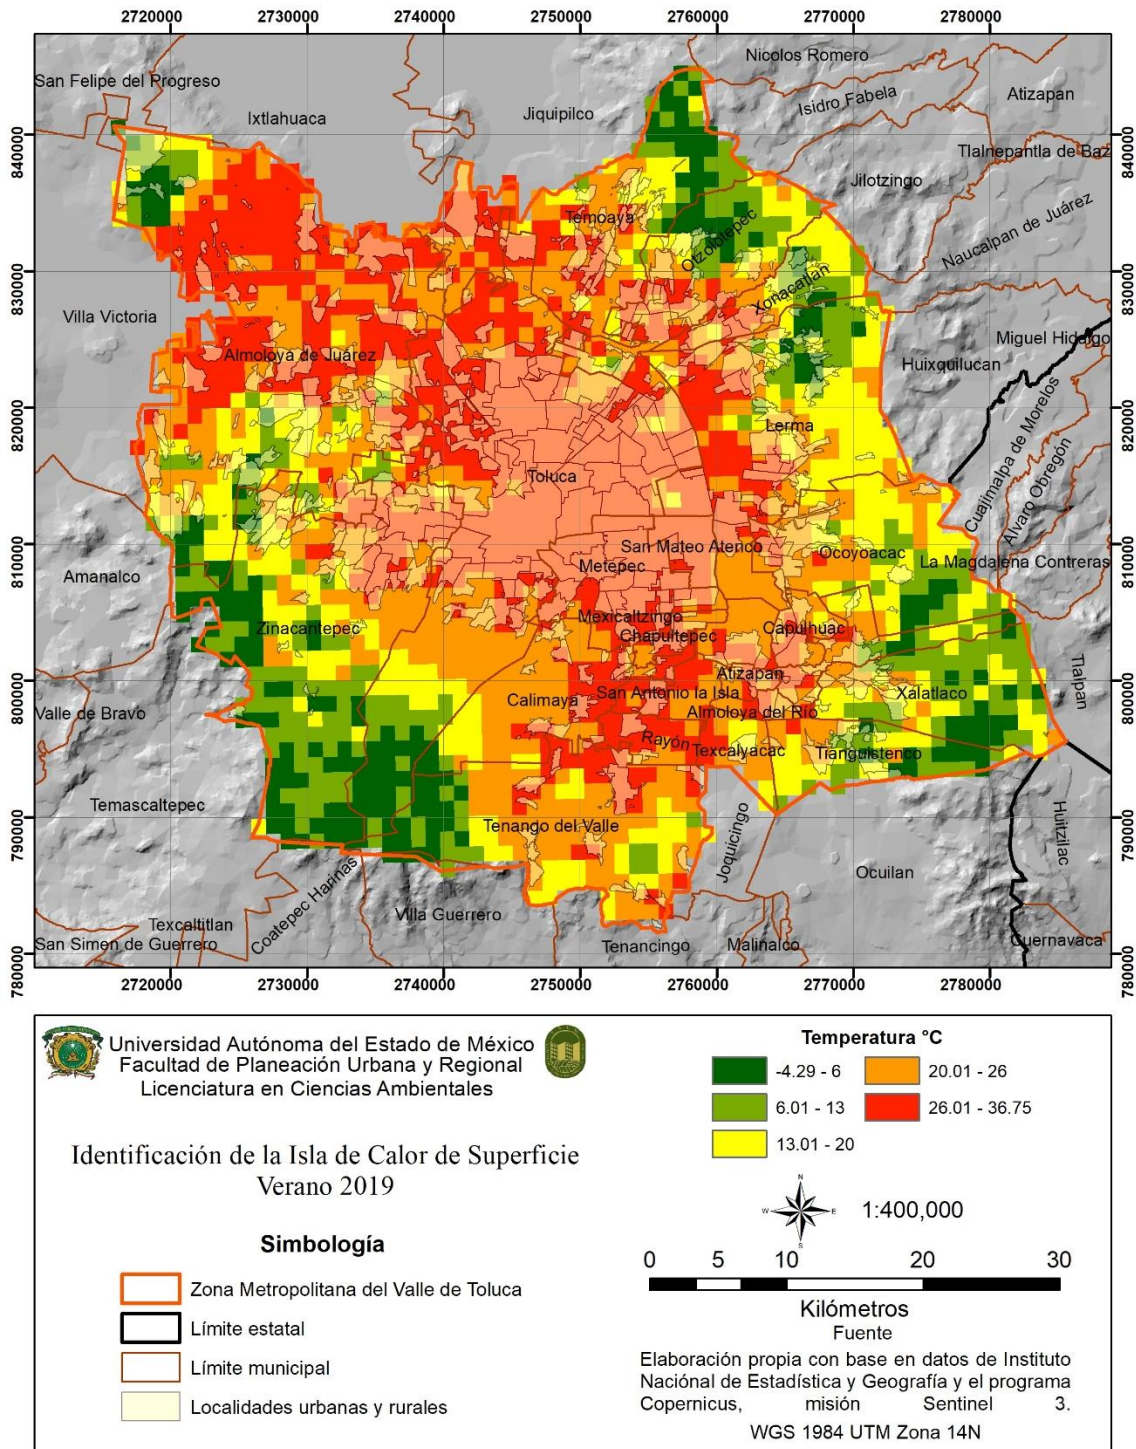 2720000 2730000 2740000 2750000 2760000 2770000 2780000
Nicolos Romero
San Felipe del Progreso
Isidro Fabela
Atizapan
Ixtlahuaca
Jiquipilco
840000
840000
Tlalnepantla de Baz
Jilotzingo
Temoaya
Otzolotepec
Naucalpan de Juárez
830000
830000
Xonacatlán
Villa Victoria
Miguel Hidalgo
Almoloya de Juárez
Huixquilucan
820000
820000
Lerma
Cuajimalpa de Morelos
Alvaro Obregón
Toluca
810000
810000
San Mateo Atenco
Ocoyoacac
La Magdalena Contreras
Metepec
Amanalco
Mexicaltzingo
Zinacantepec
Chapultepec
Capulhuac
Tlalpan
800000
800000
Atizapan
Calimaya
San Antonio la Isla
Xalatlaco
Valle de Bravo
Almoloya del Río
Rayón
Texcalyacac
Tianguistenco
Temascaltepec
790000
790000
Tenango del Valle
Joquicingo
Huitzilac
Ocuilan
Coatepec Harinas
Villa Guerrero
Texcaltitlan
San Simen de Guerrero
Tenancingo
Malinalco
Cuernavaca
780000
780000
2720000 2730000 2740000 2750000 2760000 2770000 2780000
Universidad Autónoma del Estado de México
Facultad de Planeación Urbana y Regional
Licenciatura en Ciencias Ambientales
Identificación de la Isla de Calor de Superficie
Verano 2019
Simbología
Zona Metropolitana del Valle de Toluca
Límite estatal
Límite municipal
Localidades urbanas y rurales
Temperatura °C
-4.29 - 6
20.01 - 26
6.01 - 13
26.01 - 36.75
13.01 - 20
N
W E
S
1:400,000
0 5 10 20 30
Kilómetros
Fuente
Elaboración propia con base en datos de Instituto
Naciónal de Estadística y Geografía y el programa
Copernicus, misión Sentinel 3.
WGS 1984 UTM Zona 14N